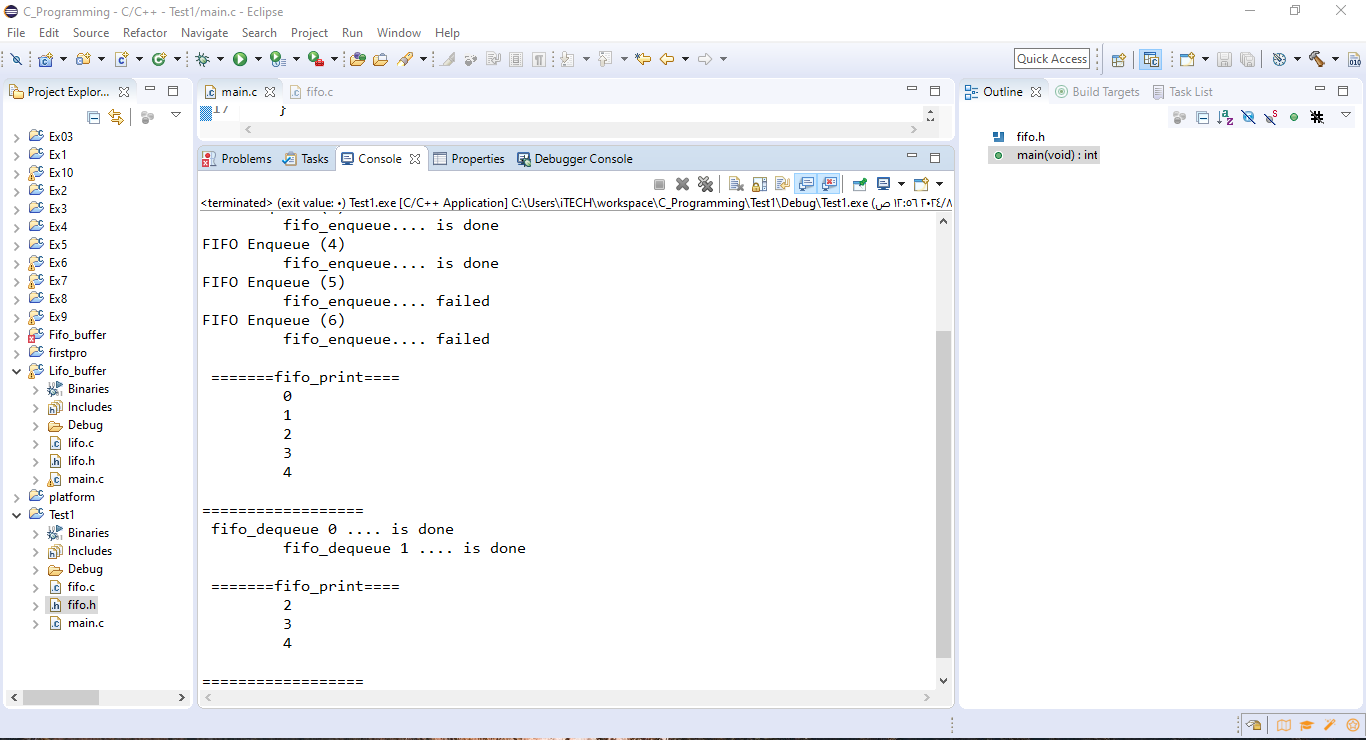 C_Programming - C/C++ - Test1/main.c - Eclipse
File Edit Source Refactor Navigate Search Project Run Window Help
Quick Access
Project Explor...
Ex03
Ex1
Ex10
Ex2
Ex3
Ex4
Ex5
Ex6
Ex7
Ex8
Ex9
Fifo_buffer
firstpro
Lifo_buffer
Binaries
Includes
Debug
lifo.c
lifo.h
main.c
platform
Test1
Binaries
Includes
Debug
fifo.c
fifo.h
main.c
main.c fifo.c
17 }
Problems Tasks Console Properties Debugger Console
<terminated> (exit value: ٠) Test1.exe [C/C++ Application] C:\Users\iTECH\workspace\C_Programming\Test1\Debug\Test1.exe (ص ١٢:٥٦ ٢٠٢٤/٨
fifo_enqueue.... is done
FIFO Enqueue (4)
fifo_enqueue.... is done
FIFO Enqueue (5)
fifo_enqueue.... failed
FIFO Enqueue (6)
fifo_enqueue.... failed
=======fifo_print====
0
1
2
3
4
==================
fifo_dequeue 0 .... is done
fifo_dequeue 1 .... is done
=======fifo_print====
2
3
4
==================
Outline Build Targets Task List
fifo.h
main(void) : int